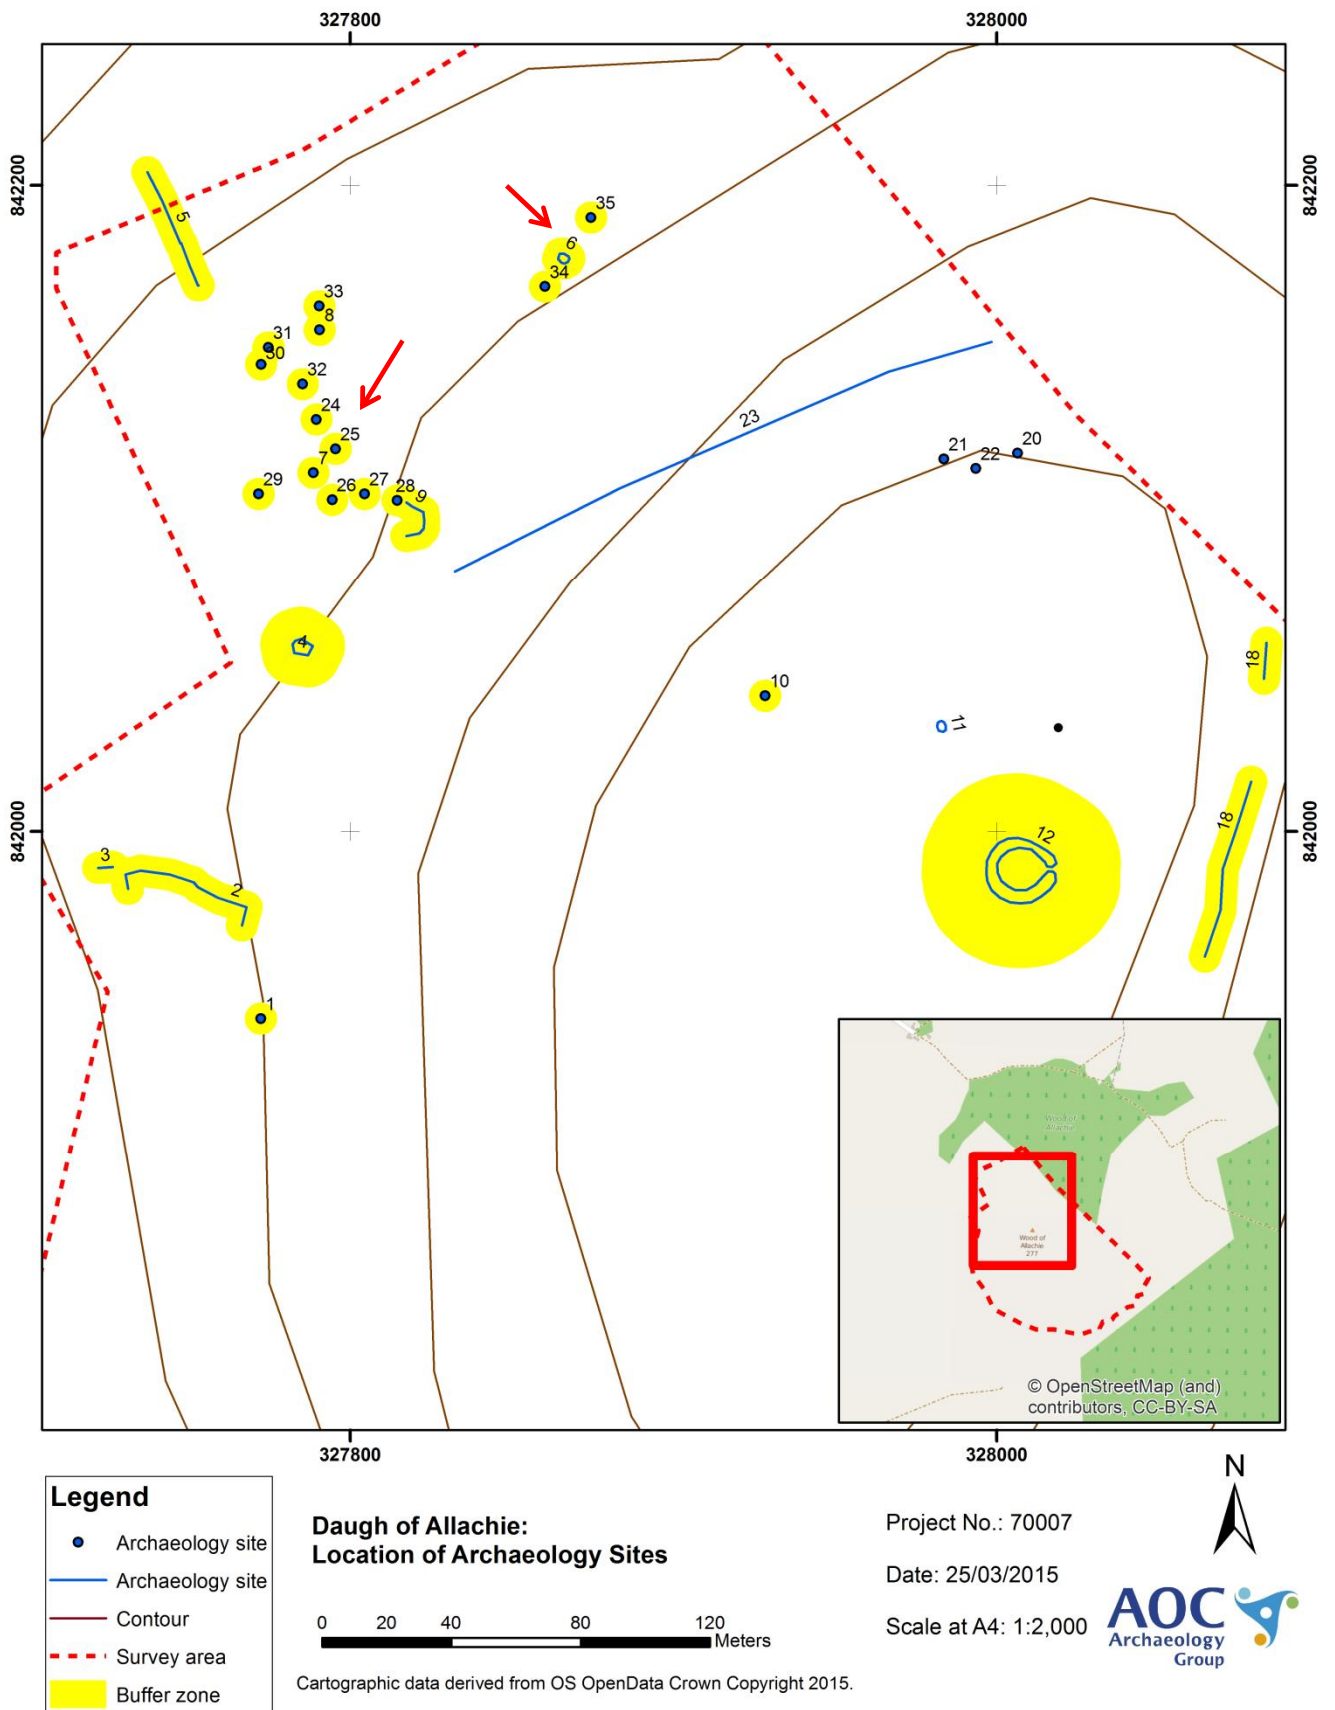 327800
328000
842200
842200
5
35
6
34
33
8
31
30
32
24
25
7
29
26
27
28
9
23
21
22
20
4
18
10
11
842000
842000
12
18
3
2
1
Wood of
Allachie
Wood of
Allachie
277
© OpenStreetMap (and)
contributors, CC-BY-SA
327800
328000
N
Legend
Archaeology site
Archaeology site
Contour
Survey area
Buffer zone
Daugh of Allachie:
Location of Archaeology Sites
0 20 40 80 120
Meters
Cartographic data derived from OS OpenData Crown Copyright 2015.
Project No.: 70007
Date: 25/03/2015
Scale at A4: 1:2,000
AOC
Archaeology
Group